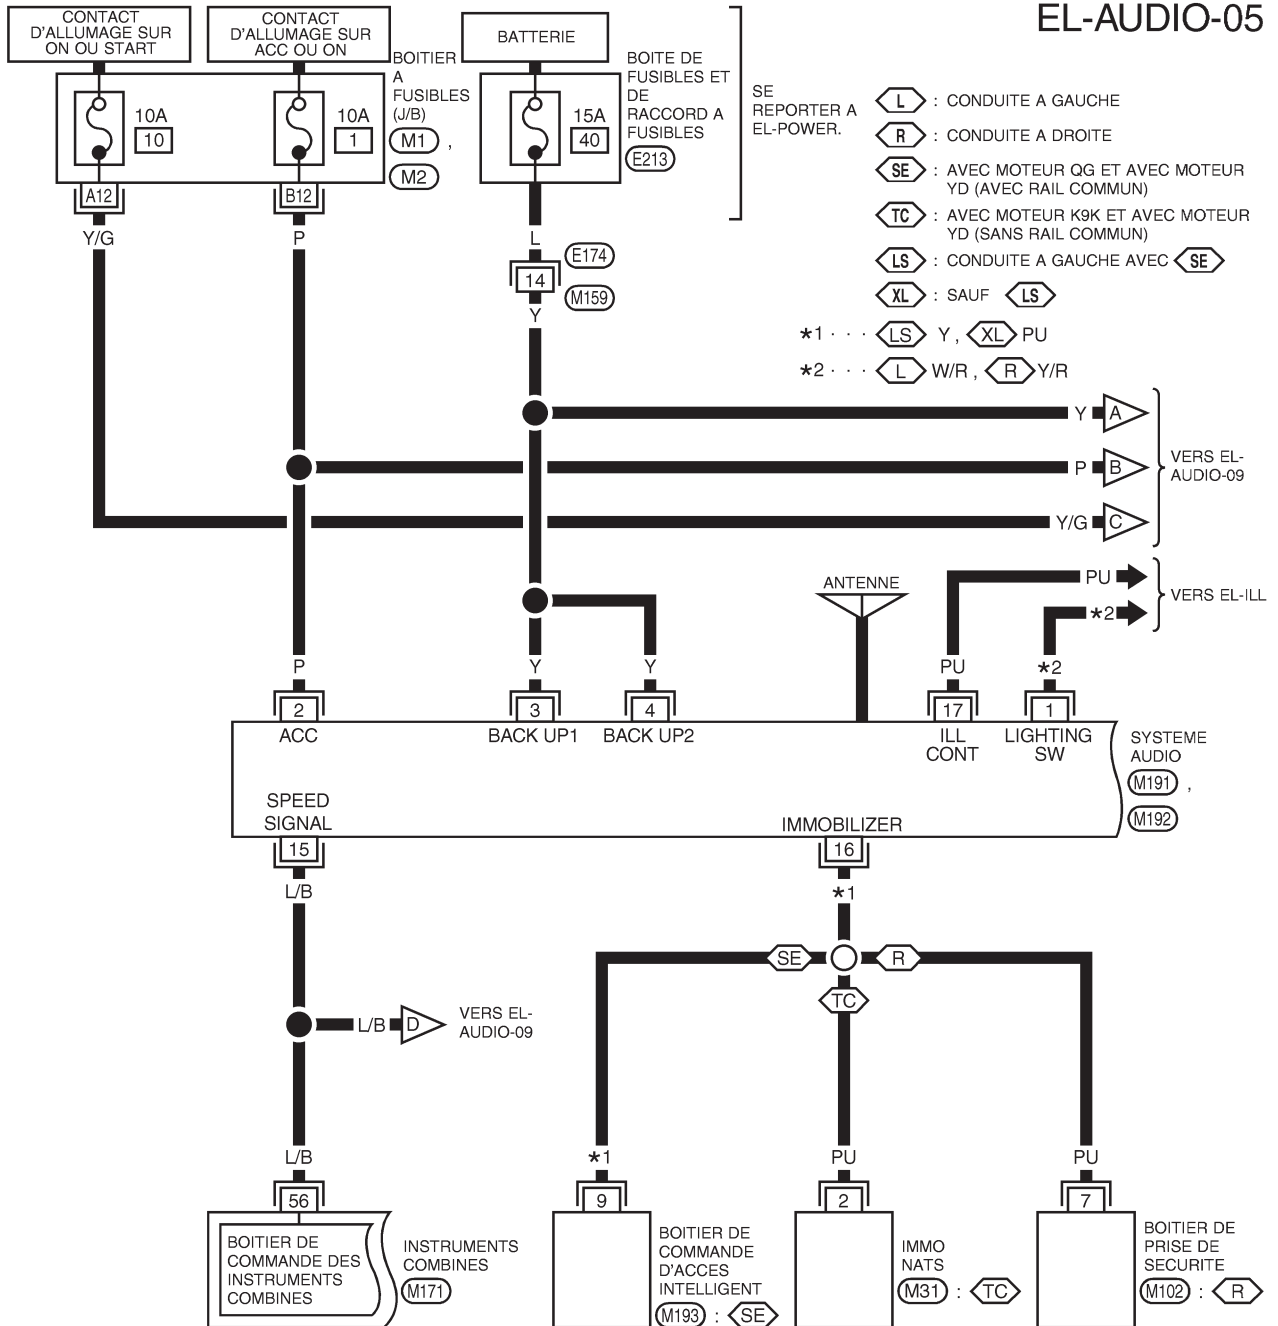 EL-AUDIO-05
CONTACT
D'ALLUMAGE SUR
ON OU START
CONTACT
D'ALLUMAGE SUR
ACC OU ON
BATTERIE
10A
10
10A
1
BOITIER
A
FUSIBLES
(J/B)
M1 ,
M2
15A
40
BOITE DE
FUSIBLES ET
DE
RACCORD A
FUSIBLES
E213
SE
REPORTER A
EL-POWER.
L : CONDUITE A GAUCHE
R : CONDUITE A DROITE
SE : AVEC MOTEUR QG ET AVEC MOTEUR
YD (AVEC RAIL COMMUN)
TC : AVEC MOTEUR K9K ET AVEC MOTEUR
YD (SANS RAIL COMMUN)
LS : CONDUITE A GAUCHE AVEC SE
XL : SAUF LS
*1 · · · LS Y , XL PU
*2 · · · L W/R , R Y/R
A12
B12
Y/G
P
L
E174
14
M159
Y
Y A
P B
Y/G C
VERS EL-
AUDIO-09
ANTENNE
PU
*2
VERS EL-ILL
P
Y
Y
PU
*2
2
3
4
17
1
ACC
BACK UP1
BACK UP2
ILL
CONT
LIGHTING
SW
SYSTEME
AUDIO
M191 ,
M192
SPEED
SIGNAL
IMMOBILIZER
15
16
L/B
*1
SE
R
TC
L/B D
VERS EL-
AUDIO-09
L/B
*1
PU
PU
56
9
2
7
BOITIER DE
COMMANDE DES
INSTRUMENTS
COMBINES
INSTRUMENTS
COMBINES
M171
BOITIER DE
COMMANDE
D'ACCES
INTELLIGENT
M193 : SE
IMMO
NATS
M31 : TC
BOITIER DE
PRISE DE
SECURITE
M102 : R